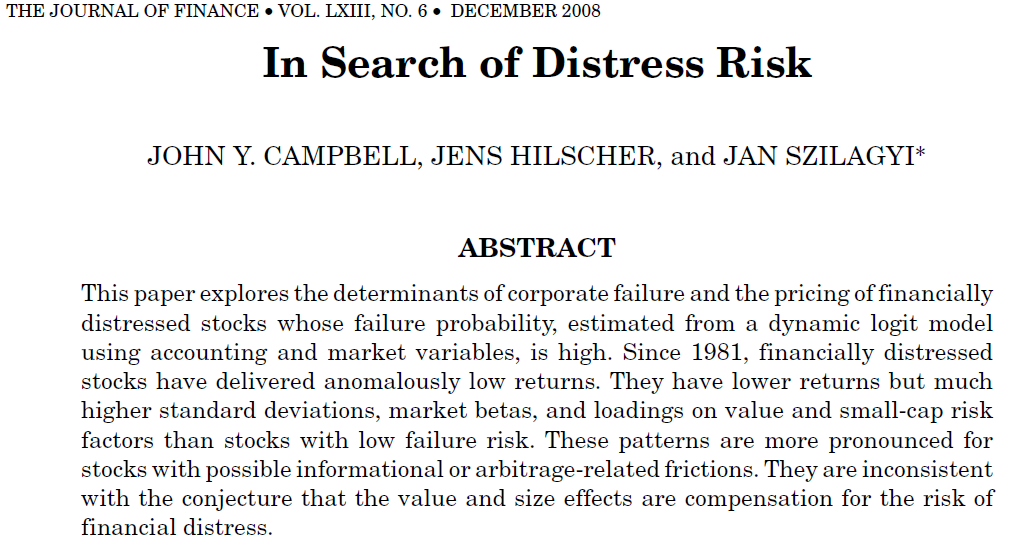 THE JOURNAL OF FINANCE • VOL. LXIII, NO. 6 • DECEMBER 2008
In Search of Distress Risk
JOHN Y. CAMPBELL, JENS HILSCHER, and JAN SZILAGYI*
ABSTRACT
This paper explores the determinants of corporate failure and the pricing of financially
distressed stocks whose failure probability, estimated from a dynamic logit model
using accounting and market variables, is high. Since 1981, financially distressed
stocks have delivered anomalously low returns. They have lower returns but much
higher standard deviations, market betas, and loadings on value and small-cap risk
factors than stocks with low failure risk. These patterns are more pronounced for
stocks with possible informational or arbitrage-related frictions. They are inconsistent
with the conjecture that the value and size effects are compensation for the risk of
financial distress.